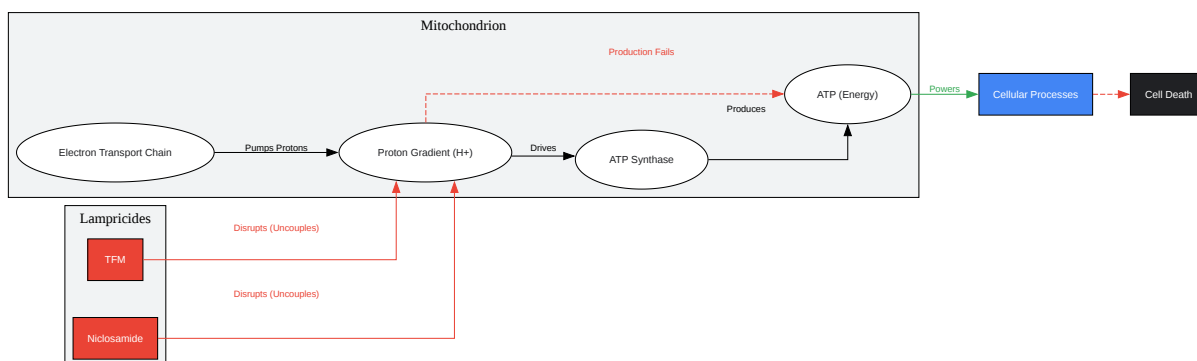 Mitochondrion
Production Fails
ATP (Energy)
Powers
Cellular Processes
Cell Death
Produces
Electron Transport Chain
Pumps Protons
Proton Gradient (H+)
Drives
ATP Synthase
Lampricides
Disrupts (Uncouples)
TFM
Disrupts (Uncouples)
Niclosamide